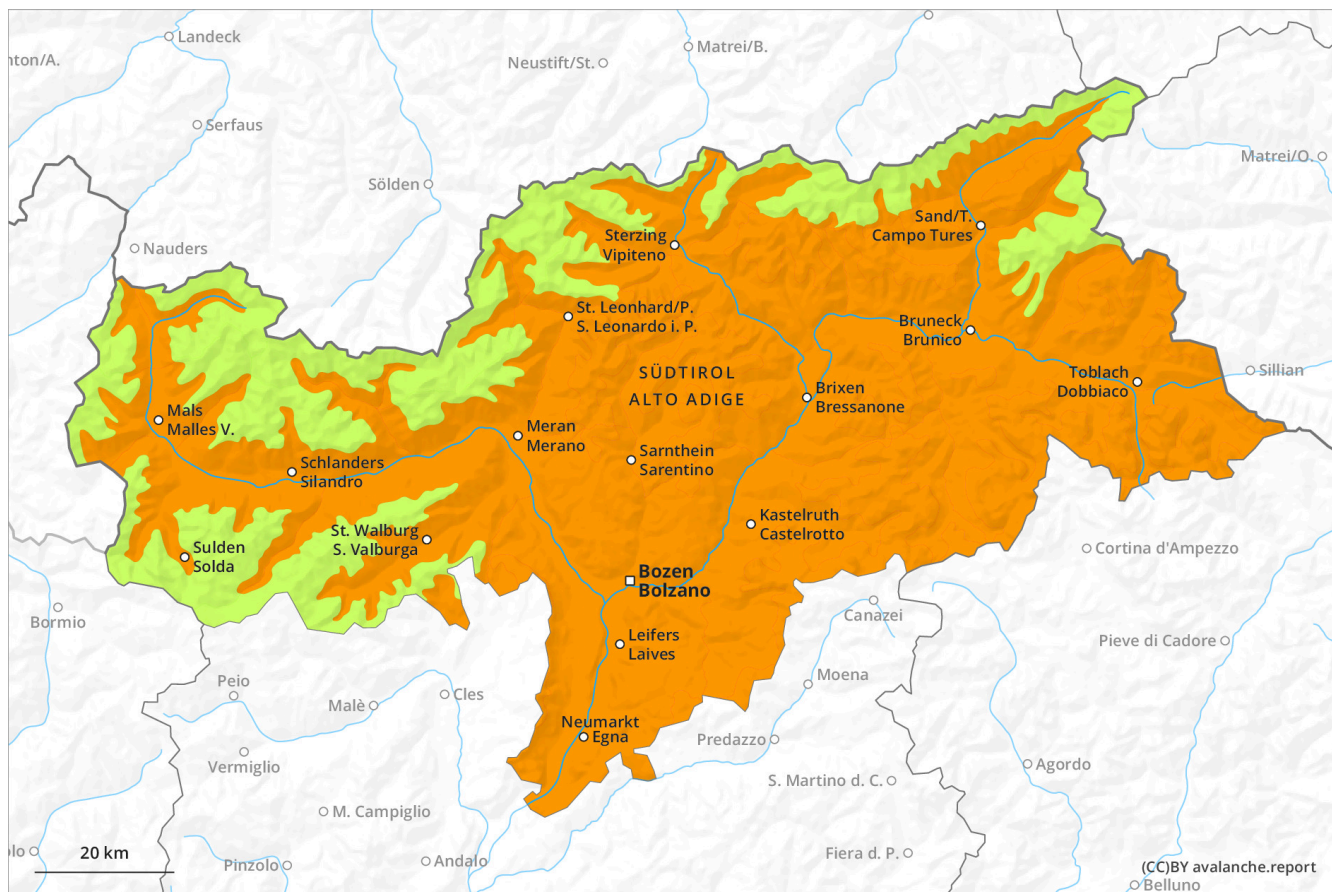 Landeck
nton/A.
Matrei/B.
Neustift/St.
Serfaus
Matrei/O.
Sölden
Sand/T.
Campo Tures
Sterzing
Vipiteno
Nauders
St. Leonhard/P.
S. Leonardo i. P.
Bruneck
Brunico
SÜDTIROL
ALTO ADIGE
Toblach
Dobbiaco
Sillian
Brixen
Bressanone
Mals
Malles V.
Meran
Merano
Sarnthein
Sarentino
Schlanders
Silandro
Kastelruth
Castelrotto
St. Walburg
S. Valburga
Sulden
Solda
Cortina d'Ampezzo
Bozen
Bolzano
Bormio
Canazei
Leifers
Laives
Pieve di Cadore
Peio
Moena
Cles
Malè
Neumarkt
Egna
Predazzo
Vermiglio
Agordo
S. Martino d. C.
M. Campiglio
olo
20 km
Pinzolo
Andalo
Fiera d. P.
(CC)BY avalanche.report
Belluno